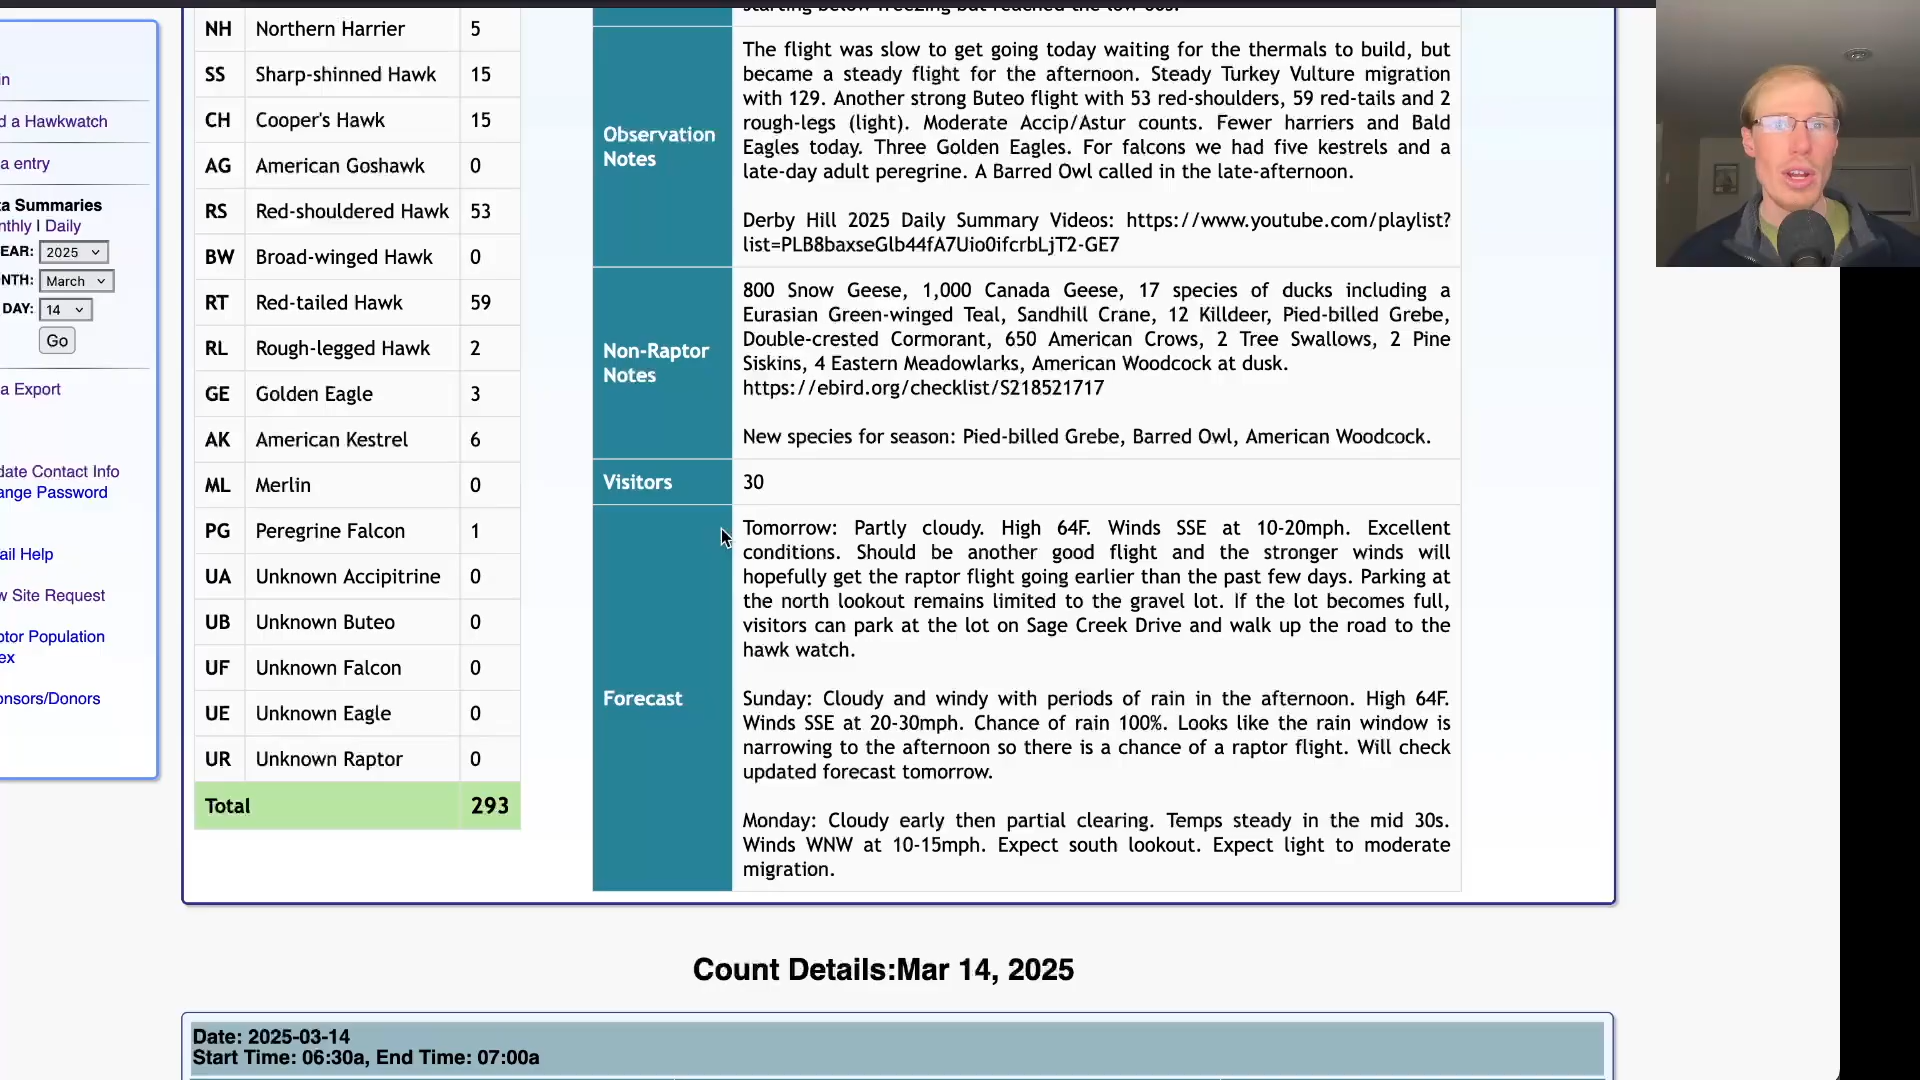 in
d a Hawkwatch
a entry
ta Summaries
nthly I Daily
EAR: 2025
NTH: March
DAY: 14
Go
a Export
date Contact Info
ange Password
ail Help
w Site Request
ptor Population
ex
onsors/Donors
NH Northern Harrier 5
SS Sharp-shinned Hawk 15
CH Cooper's Hawk 15
AG American Goshawk 0
RS Red-shouldered Hawk 53
BW Broad-winged Hawk 0
RT Red-tailed Hawk 59
RL Rough-legged Hawk 2
GE Golden Eagle 3
AK American Kestrel 6
ML Merlin 0
PG Peregrine Falcon 1
UA Unknown Accipitrine 0
UB Unknown Buteo 0
UF Unknown Falcon 0
UE Unknown Eagle 0
UR Unknown Raptor 0
Total 293
starting below freezing but reached the low 60s.
Observation
Notes
The flight was slow to get going today waiting for the thermals to build, but
became a steady flight for the afternoon. Steady Turkey Vulture migration
with 129. Another strong Buteo flight with 53 red-shoulders, 59 red-tails and 2
rough-legs (light). Moderate Accip/Astur counts. Fewer harriers and Bald
Eagles today. Three Golden Eagles. For falcons we had five kestrels and a
late-day adult peregrine. A Barred Owl called in the late-afternoon.
Derby Hill 2025 Daily Summary Videos: https://www.youtube.com/playlist?
list=PLB8baxseGlb44fA7Uio0ifcrbLjT2-GE7
Non-Raptor
Notes
800 Snow Geese, 1,000 Canada Geese, 17 species of ducks including a
Eurasian Green-winged Teal, Sandhill Crane, 12 Killdeer, Pied-billed Grebe,
Double-crested Cormorant, 650 American Crows, 2 Tree Swallows, 2 Pine
Siskins, 4 Eastern Meadowlarks, American Woodcock at dusk.
https://ebird.org/checklist/S218521717
New species for season: Pied-billed Grebe, Barred Owl, American Woodcock.
Visitors 30
Forecast
Tomorrow: Partly cloudy. High 64F. Winds SSE at 10-20mph. Excellent
conditions. Should be another good flight and the stronger winds will
hopefully get the raptor flight going earlier than the past few days. Parking at
the north lookout remains limited to the gravel lot. If the lot becomes full,
visitors can park at the lot on Sage Creek Drive and walk up the road to the
hawk watch.
Sunday: Cloudy and windy with periods of rain in the afternoon. High 64F.
Winds SSE at 20-30mph. Chance of rain 100%. Looks like the rain window is
narrowing to the afternoon so there is a chance of a raptor flight. Will check
updated forecast tomorrow.
Monday: Cloudy early then partial clearing. Temps steady in the mid 30s.
Winds WNW at 10-15mph. Expect south lookout. Expect light to moderate
migration.
Count Details:Mar 14, 2025
Date: 2025-03-14
Start Time: 06:30a, End Time: 07:00a